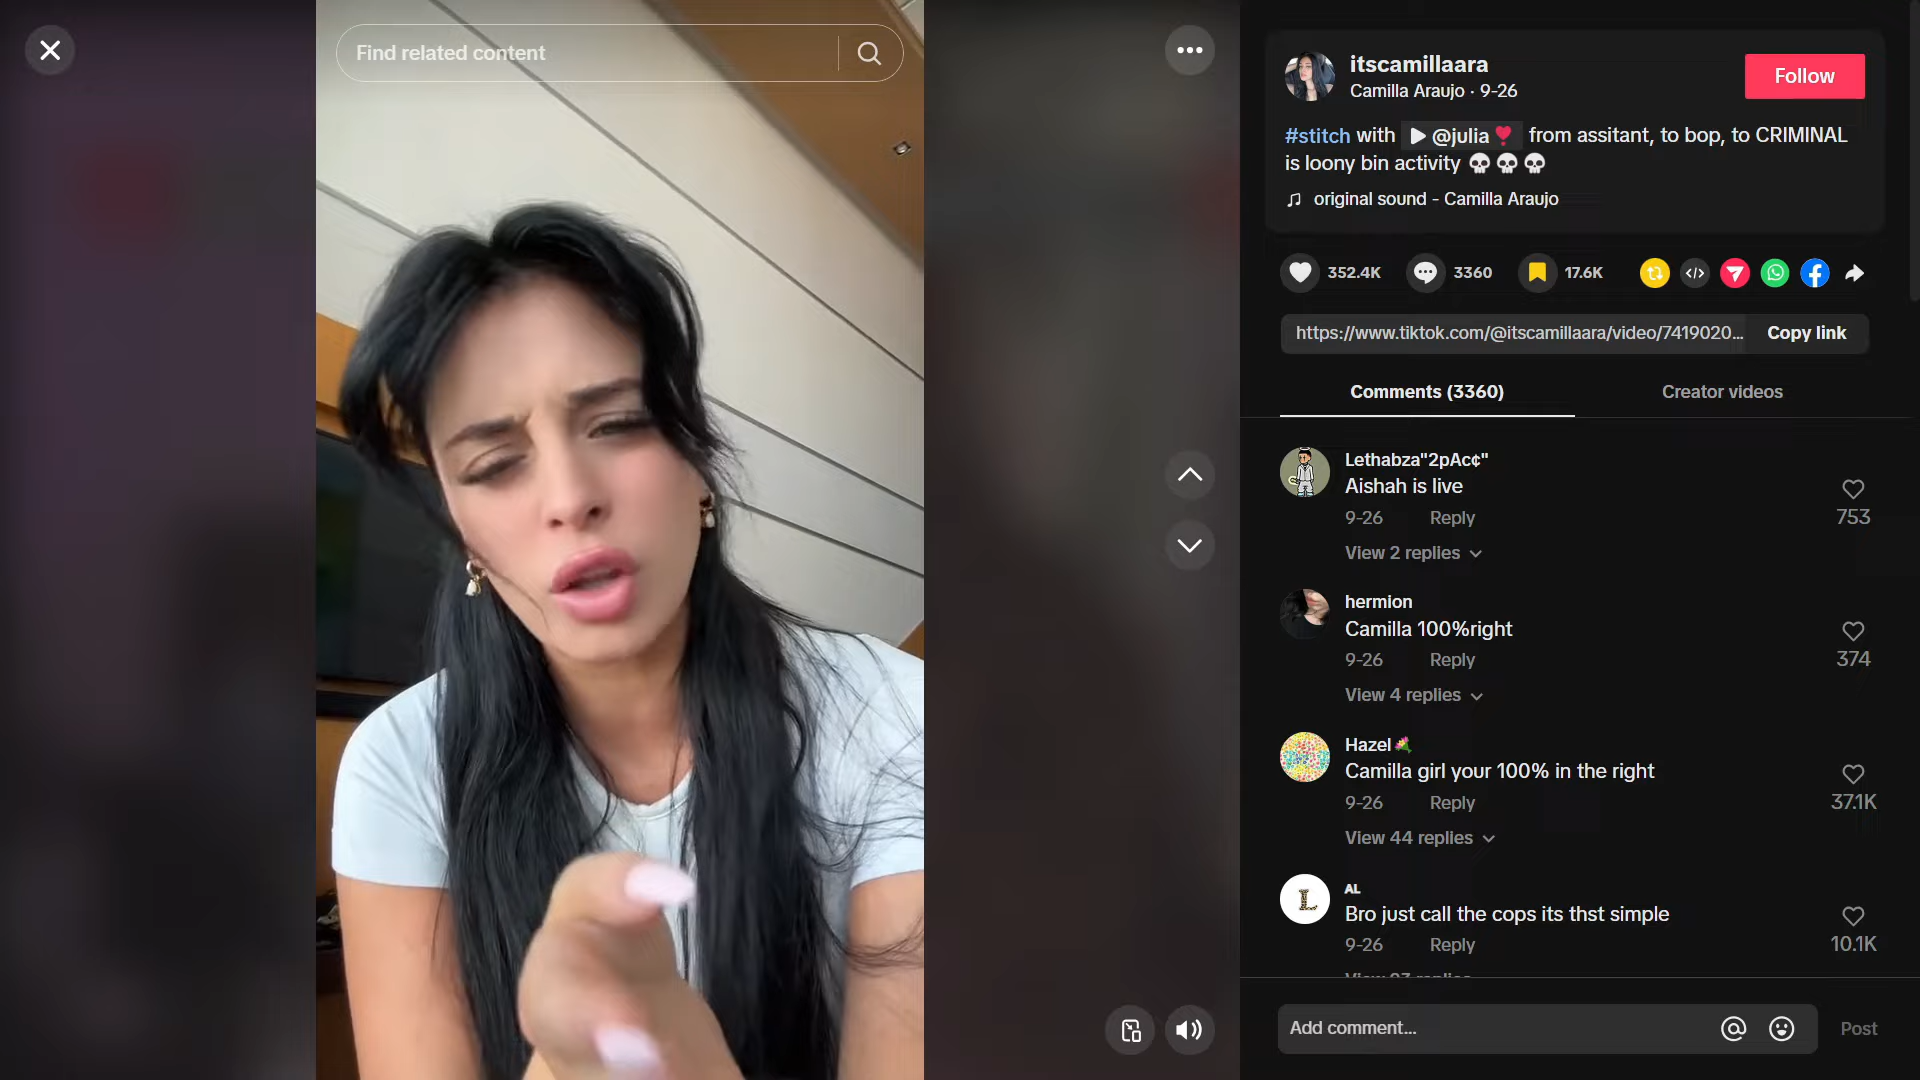 Find related content
itscamillaara
Camilla Araujo · 9-26
Follow
#stitch with @julia❣️ from assitant, to bop, to CRIMINAL
is loony bin activity 💀💀💀
original sound - Camilla Araujo
352.4K
3360
17.6K
https://www.tiktok.com/@itscamillaara/video/7419020...
Copy link
Comments (3360)
Creator videos
Lethabza"2pAc¢"
Aishah is live
9-26 Reply
753
View 2 replies
hermion
Camilla 100%right
9-26 Reply
374
View 4 replies
Hazel💐
Camilla girl your 100% in the right
9-26 Reply
37.1K
View 44 replies
AL
L
Bro just call the cops its thst simple
9-26 Reply
10.1K
Add comment...
Post